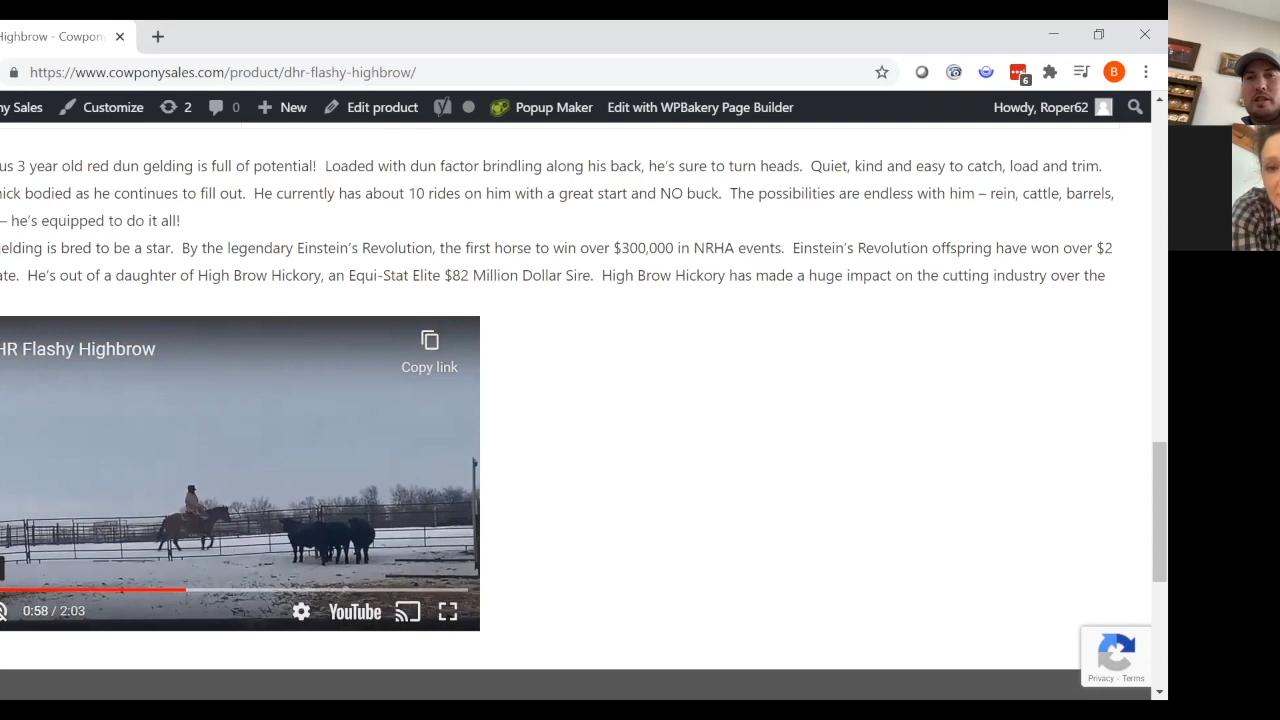 Highbrow - Cowpon
https://www.cowponysales.com/product/dhr-flashy-highbrow/
6
B
ny Sales Customize 2 0 New Edit product Popup Maker Edit with WPBakery Page Builder Howdy, Roper62
us 3 year old red dun gelding is full of potential! Loaded with dun factor brindling along his back, he's sure to turn heads. Quiet, kind and easy to catch, load and trim.
ick bodied as he continues to fill out. He currently has about 10 rides on him with a great start and NO buck. The possibilities are endless with him – rein, cattle, barrels,
– he's equipped to do it all!
elding is bred to be a star. By the legendary Einstein's Revolution, the first horse to win over $300,000 in NRHA events. Einstein's Revolution offspring have won over $2
ate. He's out of a daughter of High Brow Hickory, an Equi-Stat Elite $82 Million Dollar Sire. High Brow Hickory has made a huge impact on the cutting industry over the
HR Flashy Highbrow
Copy link
0:58 / 2:03
YouTube
Privacy - Terms